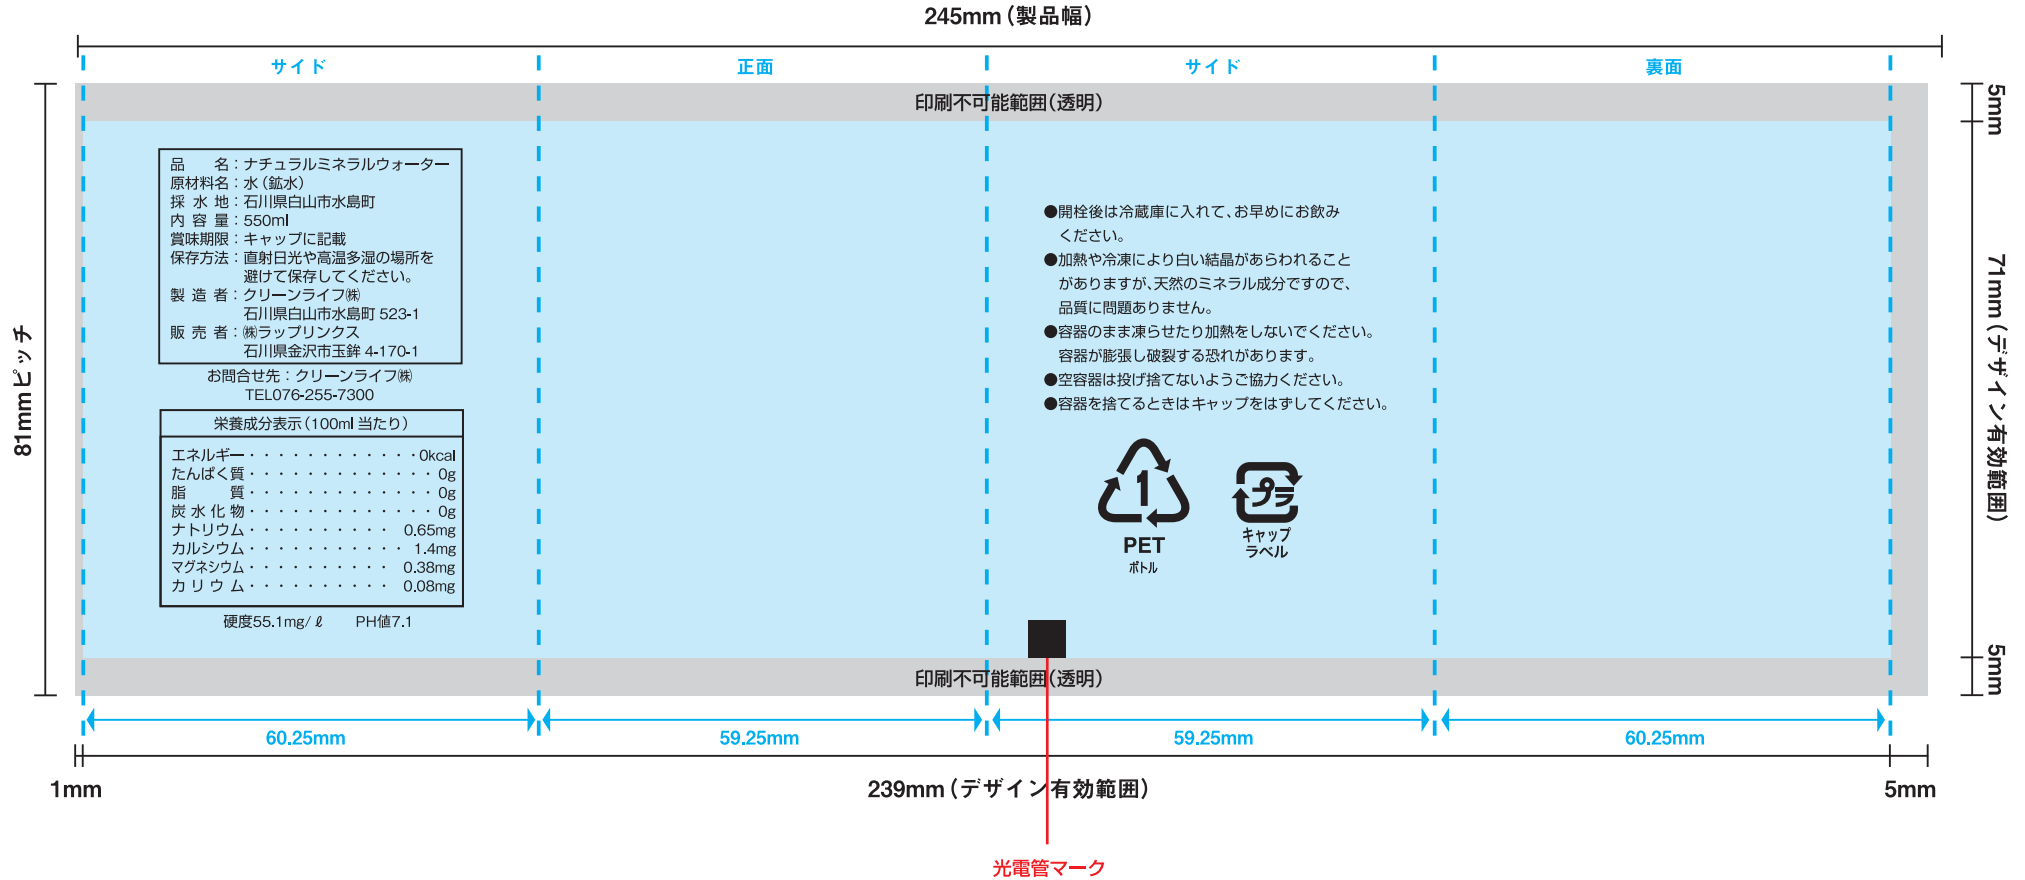 245mm(製品幅)
サイド
正面
サイド
裏面
印刷不可能範囲(透明)
5mm
71mm(デザイン有効範囲)
5mm
81mmピッチ
品　　名：ナチュラルミネラルウォーター
原材料名：水(鉱水)
採 水 地：石川県白山市水島町
内 容 量：550ml
賞味期限：キャップに記載
保存方法：直射日光や高温多湿の場所を
避けて保存してください。
製 造 者：クリーンライフ㈱
石川県白山市水島町 523-1
販 売 者：㈱ラップリンクス
石川県金沢市玉鉾 4-170-1
お問合せ先：クリーンライフ㈱
TEL076-255-7300
栄養成分表示(100ml 当たり)
エネルギー・・・・・・・・・・・・0kcal
たんぱく質・・・・・・・・・・・・・0g
脂　　質・・・・・・・・・・・・・0g
炭 水 化 物・・・・・・・・・・・・・0g
ナトリウム・・・・・・・・・・0.65mg
カルシウム・・・・・・・・・・・1.4mg
マグネシウム・・・・・・・・・・0.38mg
カ リ ウ ム・・・・・・・・・・0.08mg
硬度55.1mg/ℓ　　PH値7.1
●開栓後は冷蔵庫に入れて、お早めにお飲み
ください。
●加熱や冷凍により白い結晶があらわれること
がありますが、天然のミネラル成分ですので、
品質に問題ありません。
●容器のまま凍らせたり加熱をしないでください。
容器が膨張し破裂する恐れがあります。
●空容器は投げ捨てないようご協力ください。
●容器を捨てるときはキャップをはずしてください。
1
PET
ボトル
プラ
キャップ
ラベル
印刷不可能範囲(透明)
60.25mm
59.25mm
59.25mm
60.25mm
1mm
239mm(デザイン有効範囲)
5mm
光電管マーク